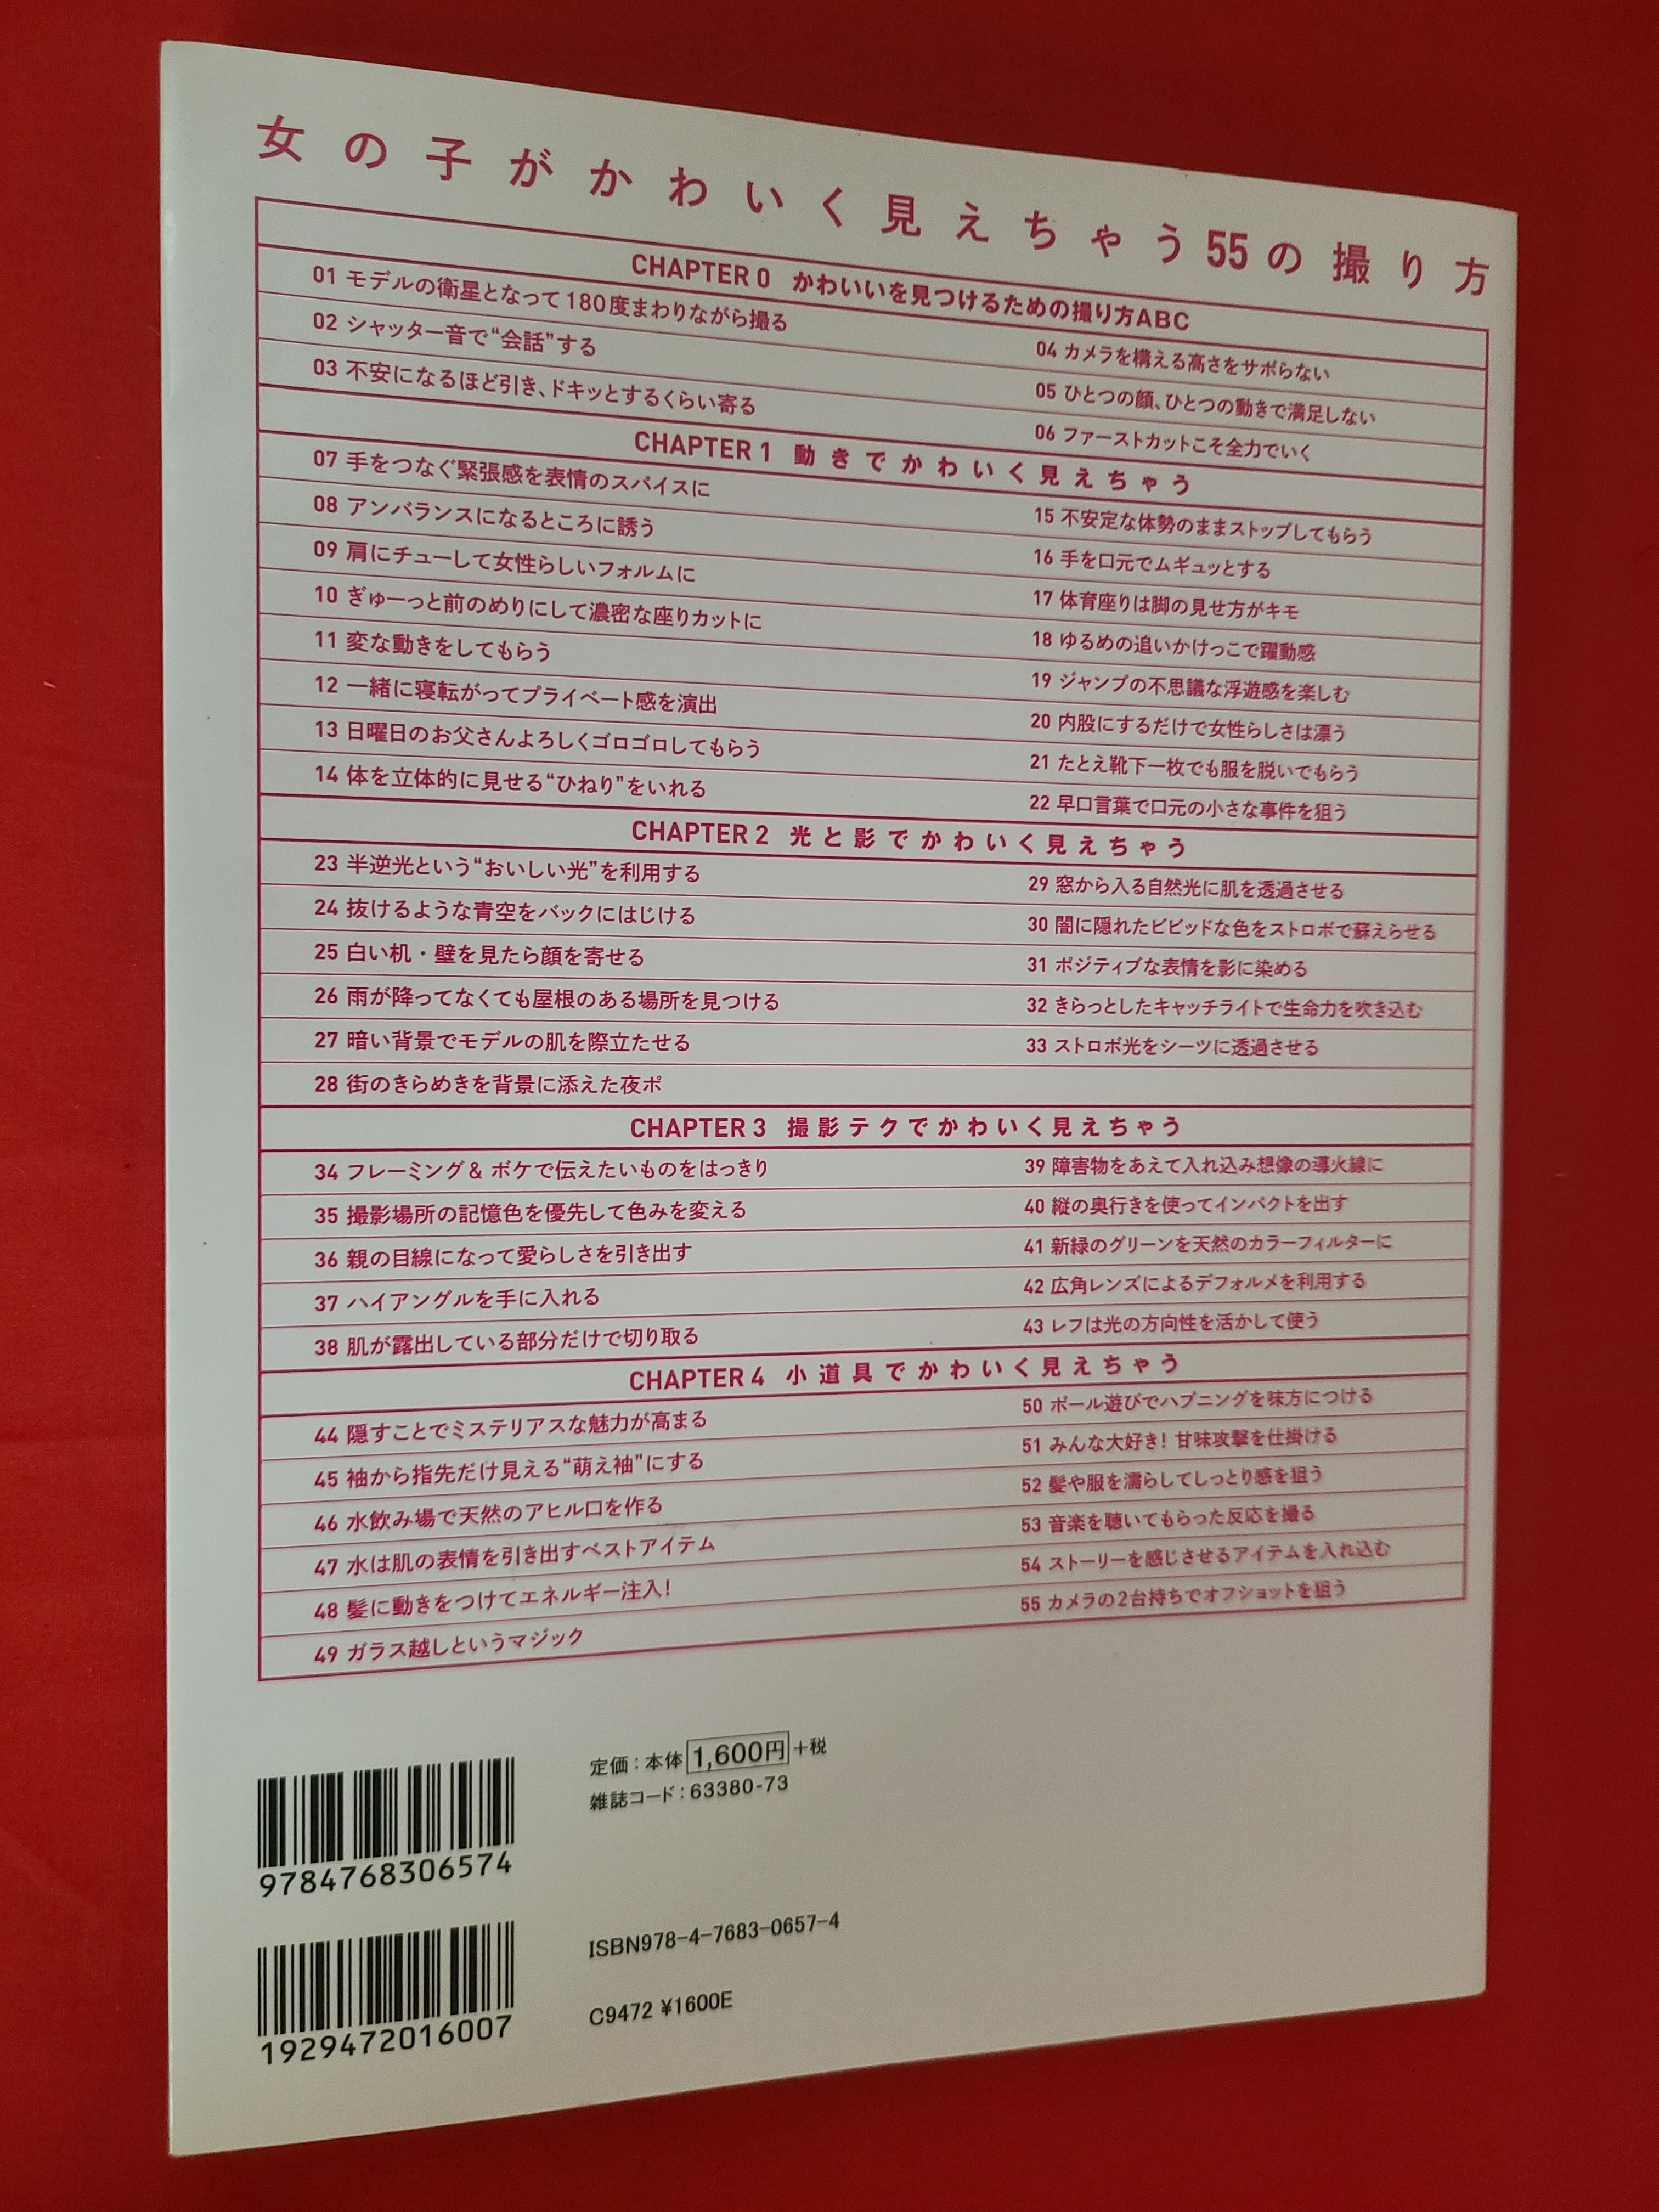 女の子がかわいく見えちゃう55の撮り方
CHAPTER 0 かわいいを見つけるための撮り方ABC
01 モデルの衛星となって180度まわりながら撮る
02 シャッター音で“会話”する
03 不安になるほど引き、ドキッとするくらい寄る
04 カメラを構える高さをサボらない
05 ひとつの顔、ひとつの動きで満足しない
06 ファーストカットこそ全力でいく
CHAPTER 1 動きでかわいく見えちゃう
07 手をつなぐ緊張感を表情のスパイスに
08 アンバランスになるところに誘う
09 肩にチューして女性らしいフォルムに
10 ぎゅーっと前のめりにして濃密な座りカットに
11 変な動きをしてもらう
12 一緒に寝転がってプライベート感を演出
13 日曜日のお父さんよろしくゴロゴロしてもらう
14 体を立体的に見せる“ひねり”をいれる
15 不安定な体勢のままストップしてもらう
16 手を口元でムギュッとする
17 体育座りは脚の見せ方がキモ
18 ゆるめの追いかけっこで躍動感
19 ジャンプの不思議な浮遊感を楽しむ
20 内股にするだけで女性らしさは漂う
21 たとえ靴下一枚でも服を脱いでもらう
22 早口言葉で口元の小さな事件を狙う
CHAPTER 2 光と影でかわいく見えちゃう
23 半逆光という“おいしい光”を利用する
24 抜けるような青空をバックにはじける
25 白い机・壁を見たら顔を寄せる
26 雨が降ってなくても屋根のある場所を見つける
27 暗い背景でモデルの肌を際立たせる
28 街のきらめきを背景に添えた夜ポ
29 窓から入る自然光に肌を透過させる
30 闇に隠れたビビッドな色をストロボで蘇えらせる
31 ポジティブな表情を影に染める
32 きらっとしたキャッチライトで生命力を吹き込む
33 ストロボ光をシーツに透過させる
CHAPTER 3 撮影テクでかわいく見えちゃう
34 フレーミング & ボケで伝えたいものをはっきり
35 撮影場所の記憶色を優先して色みを変える
36 親の目線になって愛らしさを引き出す
37 ハイアングルを手に入れる
38 肌が露出している部分だけで切り取る
39 障害物をあえて入れ込み想像の導火線に
40 縦の奥行きを使ってインパクトを出す
41 新緑のグリーンを天然のカラーフィルターに
42 広角レンズによるデフォルメを利用する
43 レフは光の方向性を活かして使う
CHAPTER 4 小道具でかわいく見えちゃう
44 隠すことでミステリアスな魅力が高まる
45 袖から指先だけ見える“萌え袖”にする
46 水飲み場で天然のアヒル口を作る
47 水は肌の表情を引き出すベストアイテム
48 髪に動きをつけてエネルギー注入!
49 ガラス越しというマジック
50 ボール遊びでハプニングを味方につける
51 みんな大好き! 甘味攻撃を仕掛ける
52 髪や服を濡らしてしっとり感を狙う
53 音楽を聴いてもらった反応を撮る
54 ストーリーを感じさせるアイテムを入れ込む
55 カメラの2台持ちでオフショットを狙う
定価：本体1,600円+税
雑誌コード：63380-73
9784768306574
ISBN978-4-7683-0657-4
C9472 ¥1600E
1929472016007